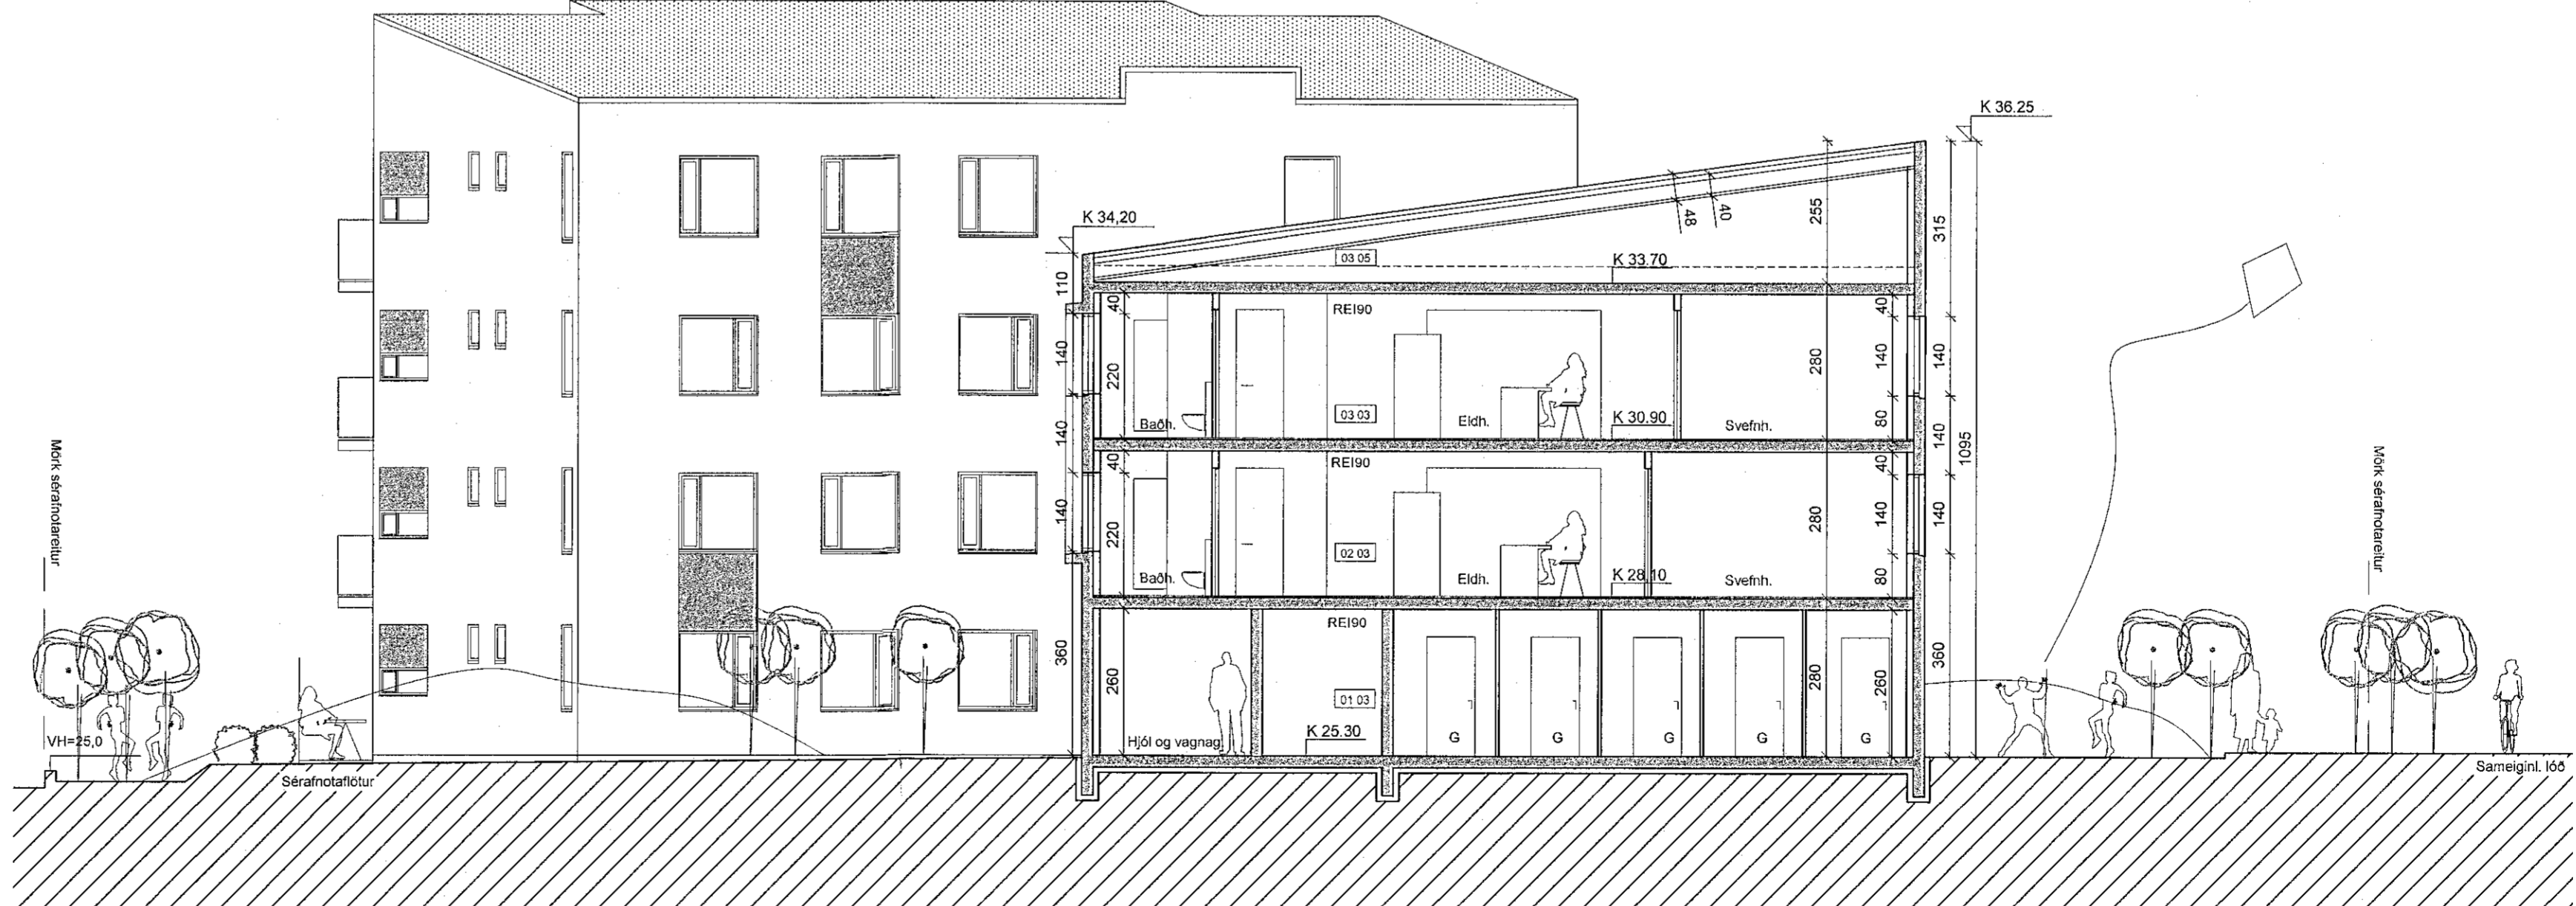 K 36.25
K 34,20
48
40
255
315
03 05
K 33.70
110
40
REI90
40
140
220
280
140
140
03 03
Baðh.
Eldh.
K 30.90
Svefnh.
80
140
140
1095
Mörk sérafnotareitur
Mörk sérafnotareitur
40
REI90
40
140
220
280
140
140
02 03
Baðh.
Eldh.
K 28,10
Svefnh.
80
REI90
360
260
280
260
360
01 03
K 25.30
Hjól og vagnag.
G
G
G
G
G
VH=25,0
Sérafnotaflötur
Sameiginl. lóð